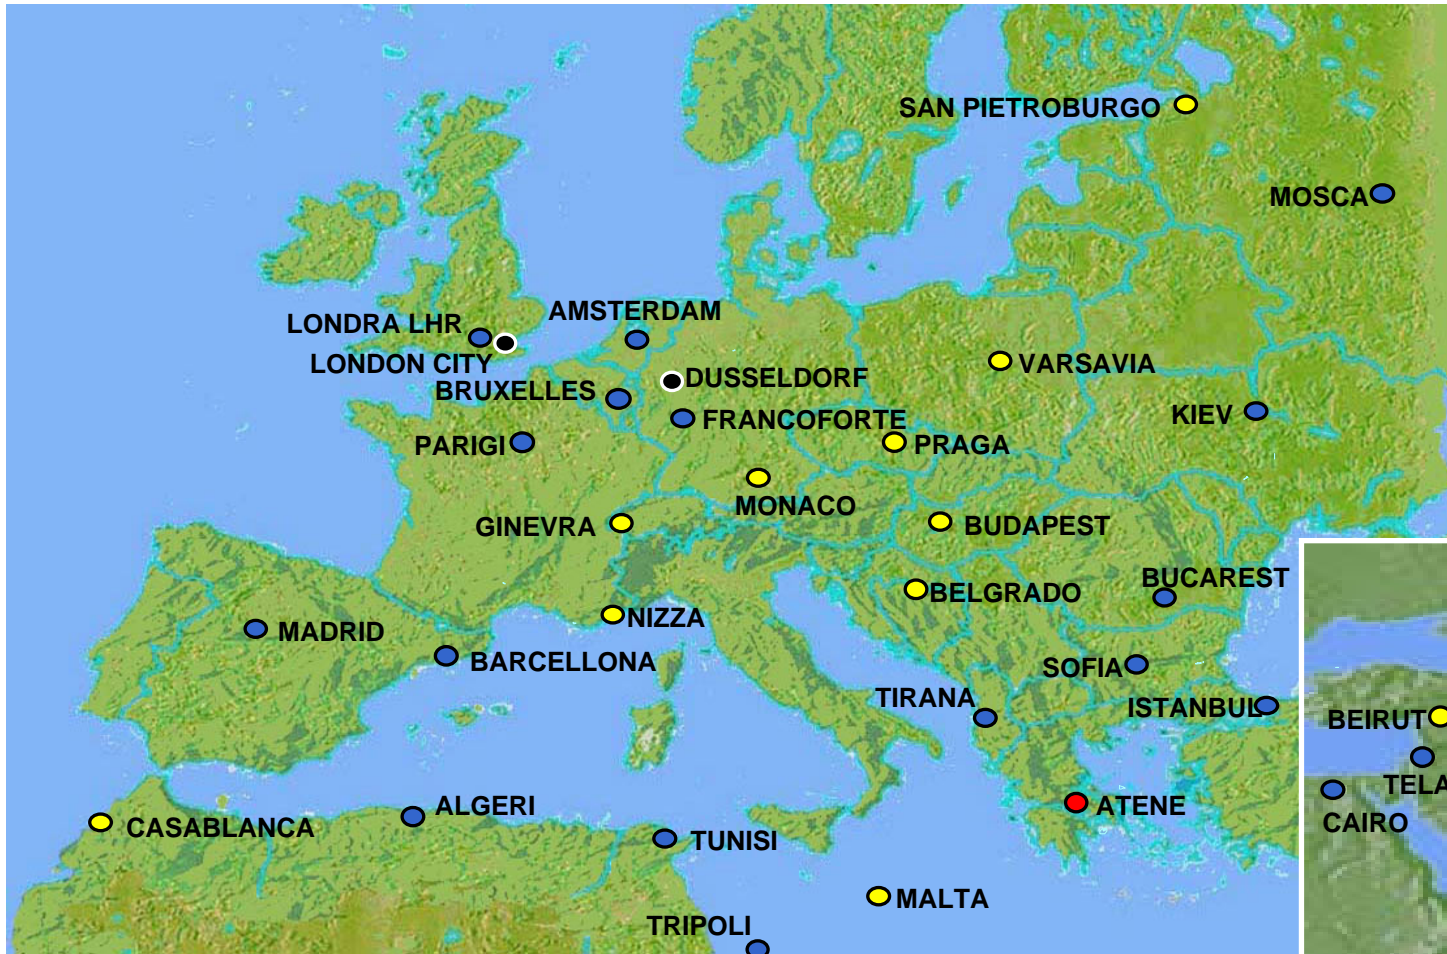 SAN PIETROBURGO
MOSCA
AMSTERDAM
LONDRA LHR
LONDON CITY
VARSAVIA
DUSSELDORF
BRUXELLES
KIEV
FRANCOFORTE
PARIGI
PRAGA
MONACO
GINEVRA
BUDAPEST
BUCAREST
BELGRADO
NIZZA
MADRID
BARCELLONA
SOFIA
TIRANA
ISTANBUL
BEIRUT
TELA
ALGERI
ATENE
CASABLANCA
CAIRO
TUNISI
MALTA
TRIPOLI